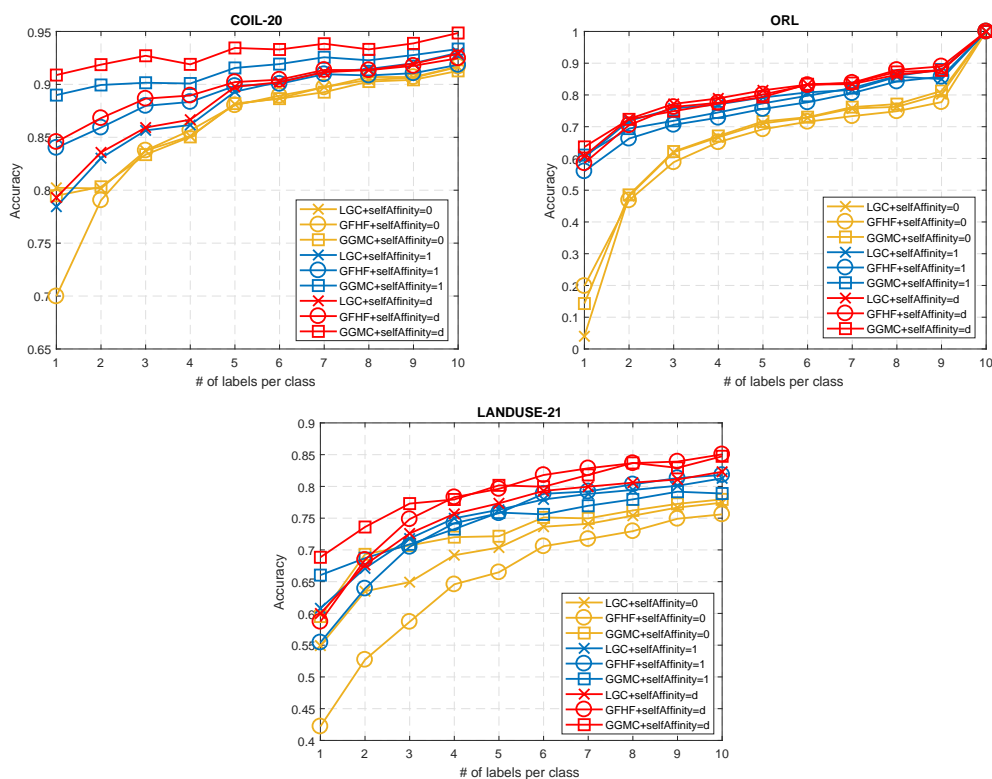 COIL-20
0.95
0.9
0.85
0.8
0.75
0.7
0.65
Accuracy
1 2 3 4 5 6 7 8 9 10
# of labels per class
LGC+selfAffinity=0
GFHF+selfAffinity=0
GGMC+selfAffinity=0
LGC+selfAffinity=1
GFHF+selfAffinity=1
GGMC+selfAffinity=1
LGC+selfAffinity=d
GFHF+selfAffinity=d
GGMC+selfAffinity=d
ORL
1
0.9
0.8
0.7
0.6
0.5
0.4
0.3
0.2
0.1
0
Accuracy
1 2 3 4 5 6 7 8 9 10
# of labels per class
LGC+selfAffinity=0
GFHF+selfAffinity=0
GGMC+selfAffinity=0
LGC+selfAffinity=1
GFHF+selfAffinity=1
GGMC+selfAffinity=1
LGC+selfAffinity=d
GFHF+selfAffinity=d
GGMC+selfAffinity=d
LANDUSE-21
0.9
0.85
0.8
0.75
0.7
0.65
0.6
0.55
0.5
0.45
0.4
Accuracy
1 2 3 4 5 6 7 8 9 10
# of labels per class
LGC+selfAffinity=0
GFHF+selfAffinity=0
GGMC+selfAffinity=0
LGC+selfAffinity=1
GFHF+selfAffinity=1
GGMC+selfAffinity=1
LGC+selfAffinity=d
GFHF+selfAffinity=d
GGMC+selfAffinity=d